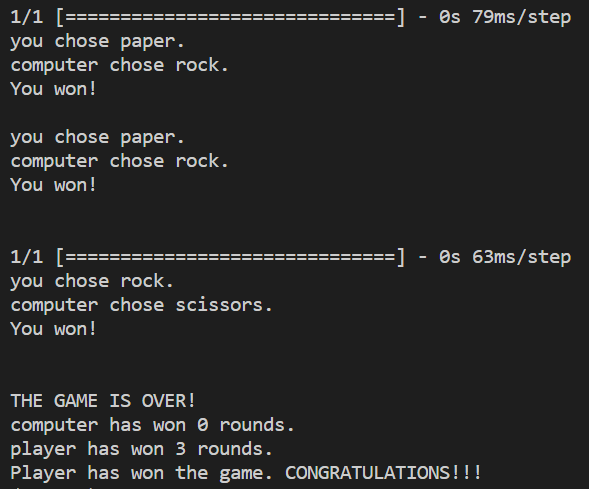 1/1 [==============================] - 0s 79ms/step
you chose paper.
computer chose rock.
You won!
you chose paper.
computer chose rock.
You won!
1/1 [==============================] - 0s 63ms/step
you chose rock.
computer chose scissors.
You won!
THE GAME IS OVER!
computer has won 0 rounds.
player has won 3 rounds.
Player has won the game. CONGRATULATIONS!!!